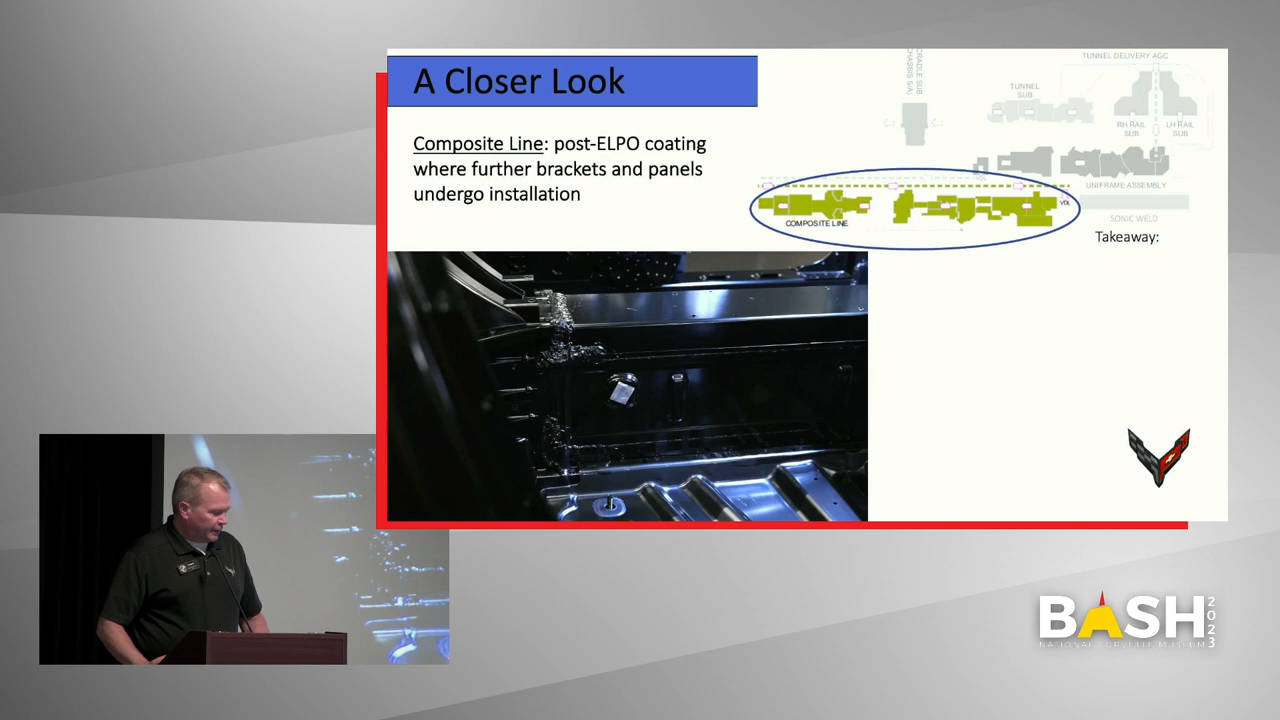 A Closer Look
Composite Line: post-ELPO coating
where further brackets and panels
undergo installation
CRADLE SUB
CHASSIS S/A)
TUNNEL DELIVERY AGC
TUNNEL
SUB
RH RAIL
SUB
LH RAIL
SUB
UNIFRAME ASSEMBLY
VDL
COMPOSITE LINE
SONIC WELD
Takeaway:
BASH
2023
NATIONAL CORVETTE MUSEUM